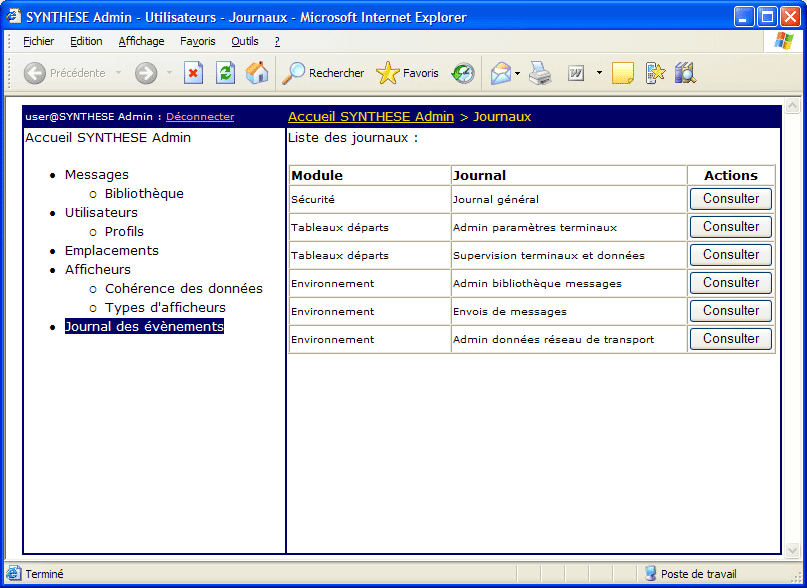 SYNTHESE Admin - Utilisateurs - Journaux - Microsoft Internet Explorer
Fichier Edition Affichage Favoris Outils ?
Précédente Rechercher Favoris W
user@SYNTHESE Admin : Déconnecter Accueil SYNTHESE Admin > Journaux
Accueil SYNTHESE Admin
Messages
Bibliothèque
Utilisateurs
Profils
Emplacements
Afficheurs
Cohérence des données
Types d'afficheurs
Journal des évènements
Liste des journaux :
Module Journal Actions
Sécurité Journal général Consulter
Tableaux départs Admin paramètres terminaux Consulter
Tableaux départs Supervision terminaux et données Consulter
Environnement Admin bibliothèque messages Consulter
Environnement Envois de messages Consulter
Environnement Admin données réseau de transport Consulter
Terminé Poste de travail